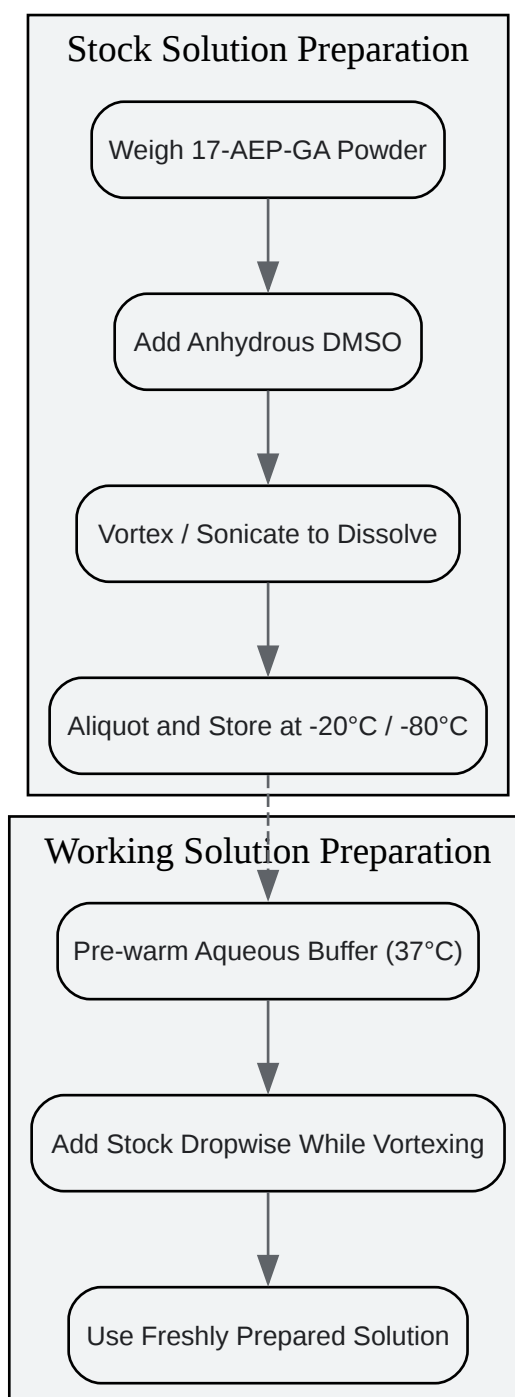 Stock Solution Preparation
Weigh 17-AEP-GA Powder
Add Anhydrous DMSO
Vortex / Sonicate to Dissolve
Aliquot and Store at -20°C / -80°C
Working Solution Preparation
Pre-warm Aqueous Buffer (37°C)
Add Stock Dropwise While Vortexing
Use Freshly Prepared Solution